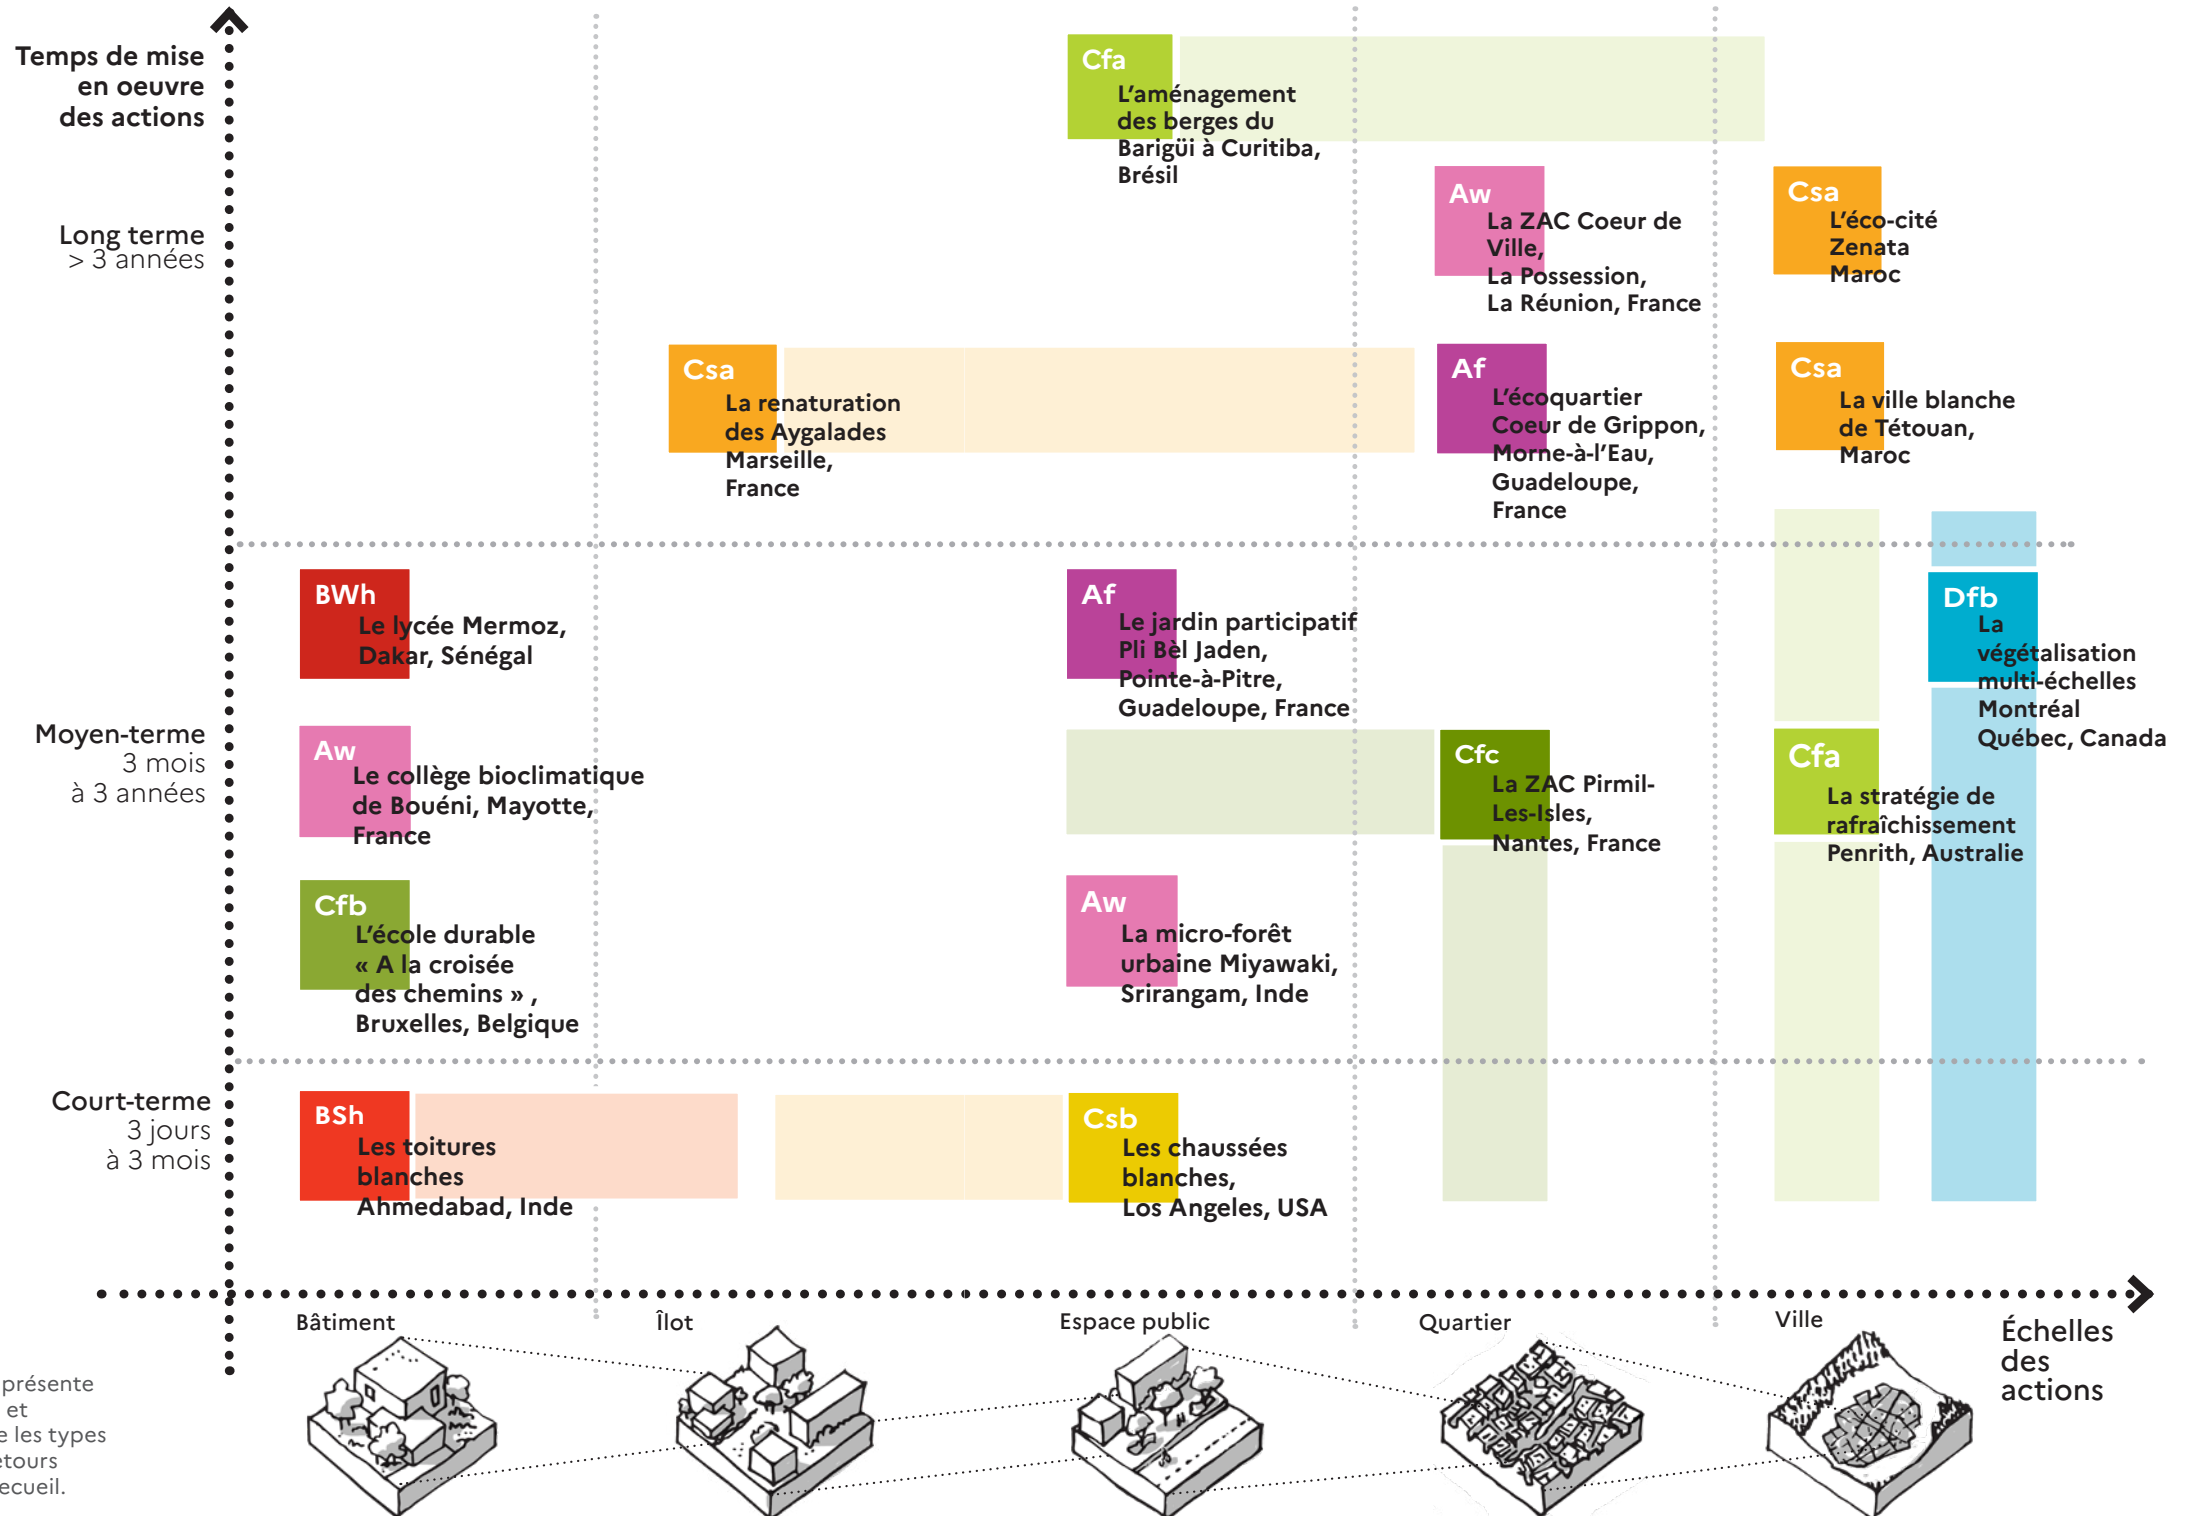 Temps de mise
en oeuvre
des actions
Cfa
L'aménagement
des berges du
Barigüi à Curitiba,
Brésil
Long terme
> 3 années
Aw
La ZAC Coeur de
Ville,
La Possession,
La Réunion, France
Csa
L'éco-cité
Zenata
Maroc
Csa
La renaturation
des Aygalades
Marseille,
France
Af
L'écoquartier
Coeur de Grippon,
Morne-à-l'Eau,
Guadeloupe,
France
Csa
La ville blanche
de Tétouan,
Maroc
BWh
Le lycée Mermoz,
Dakar, Sénégal
Af
Le jardin participatif
Pli Bèl Jaden,
Pointe-à-Pitre,
Guadeloupe, France
Dfb
La
végétalisation
multi-échelles
Montréal
Québec, Canada
Moyen-terme
3 mois
à 3 années
Aw
Le collège bioclimatique
de Bouéni, Mayotte,
France
Cfc
La ZAC Pirmil-
Les-Isles,
Nantes, France
Cfa
La stratégie de
rafraîchissement
Penrith, Australie
Cfb
L'école durable
« A la croisée
des chemins » ,
Bruxelles, Belgique
Aw
La micro-forêt
urbaine Miyawaki,
Srirangam, Inde
Court-terme
3 jours
à 3 mois
BSh
Les toitures
blanches
Ahmedabad, Inde
Csb
Les chaussées
blanches,
Los Angeles, USA
Bâtiment
Îlot
Espace public
Quartier
Ville
Échelles
des
actions
présente
et
e les types
etours
ecueil.